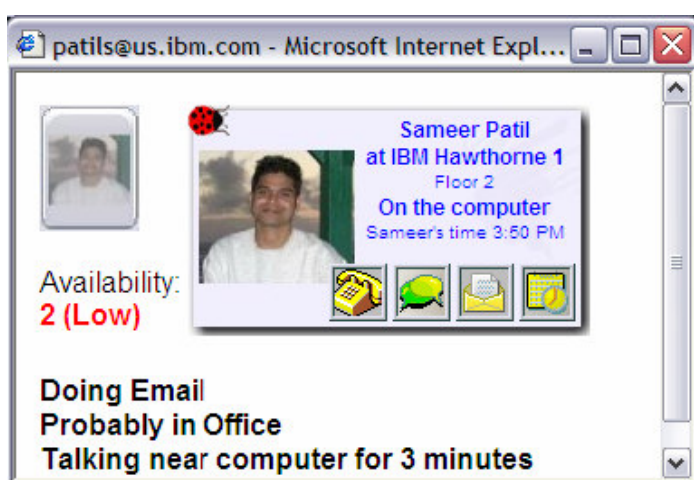 patils@us.ibm.com - Microsoft Internet Expl...
Sameer Patil
at IBM Hawthorne 1
Floor 2
On the computer
Sameer's time 3:50 PM
Availability:
2 (Low)
Doing Email
Probably in Office
Talking near computer for 3 minutes